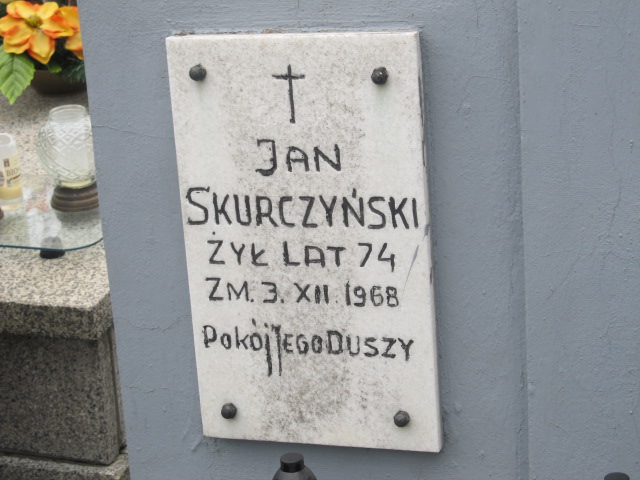 JAN
SKURCZYŃSKI
ŻYŁ LAT 74
ZM. 3. XII. 1968
POKÓJ JEGO DUSZY